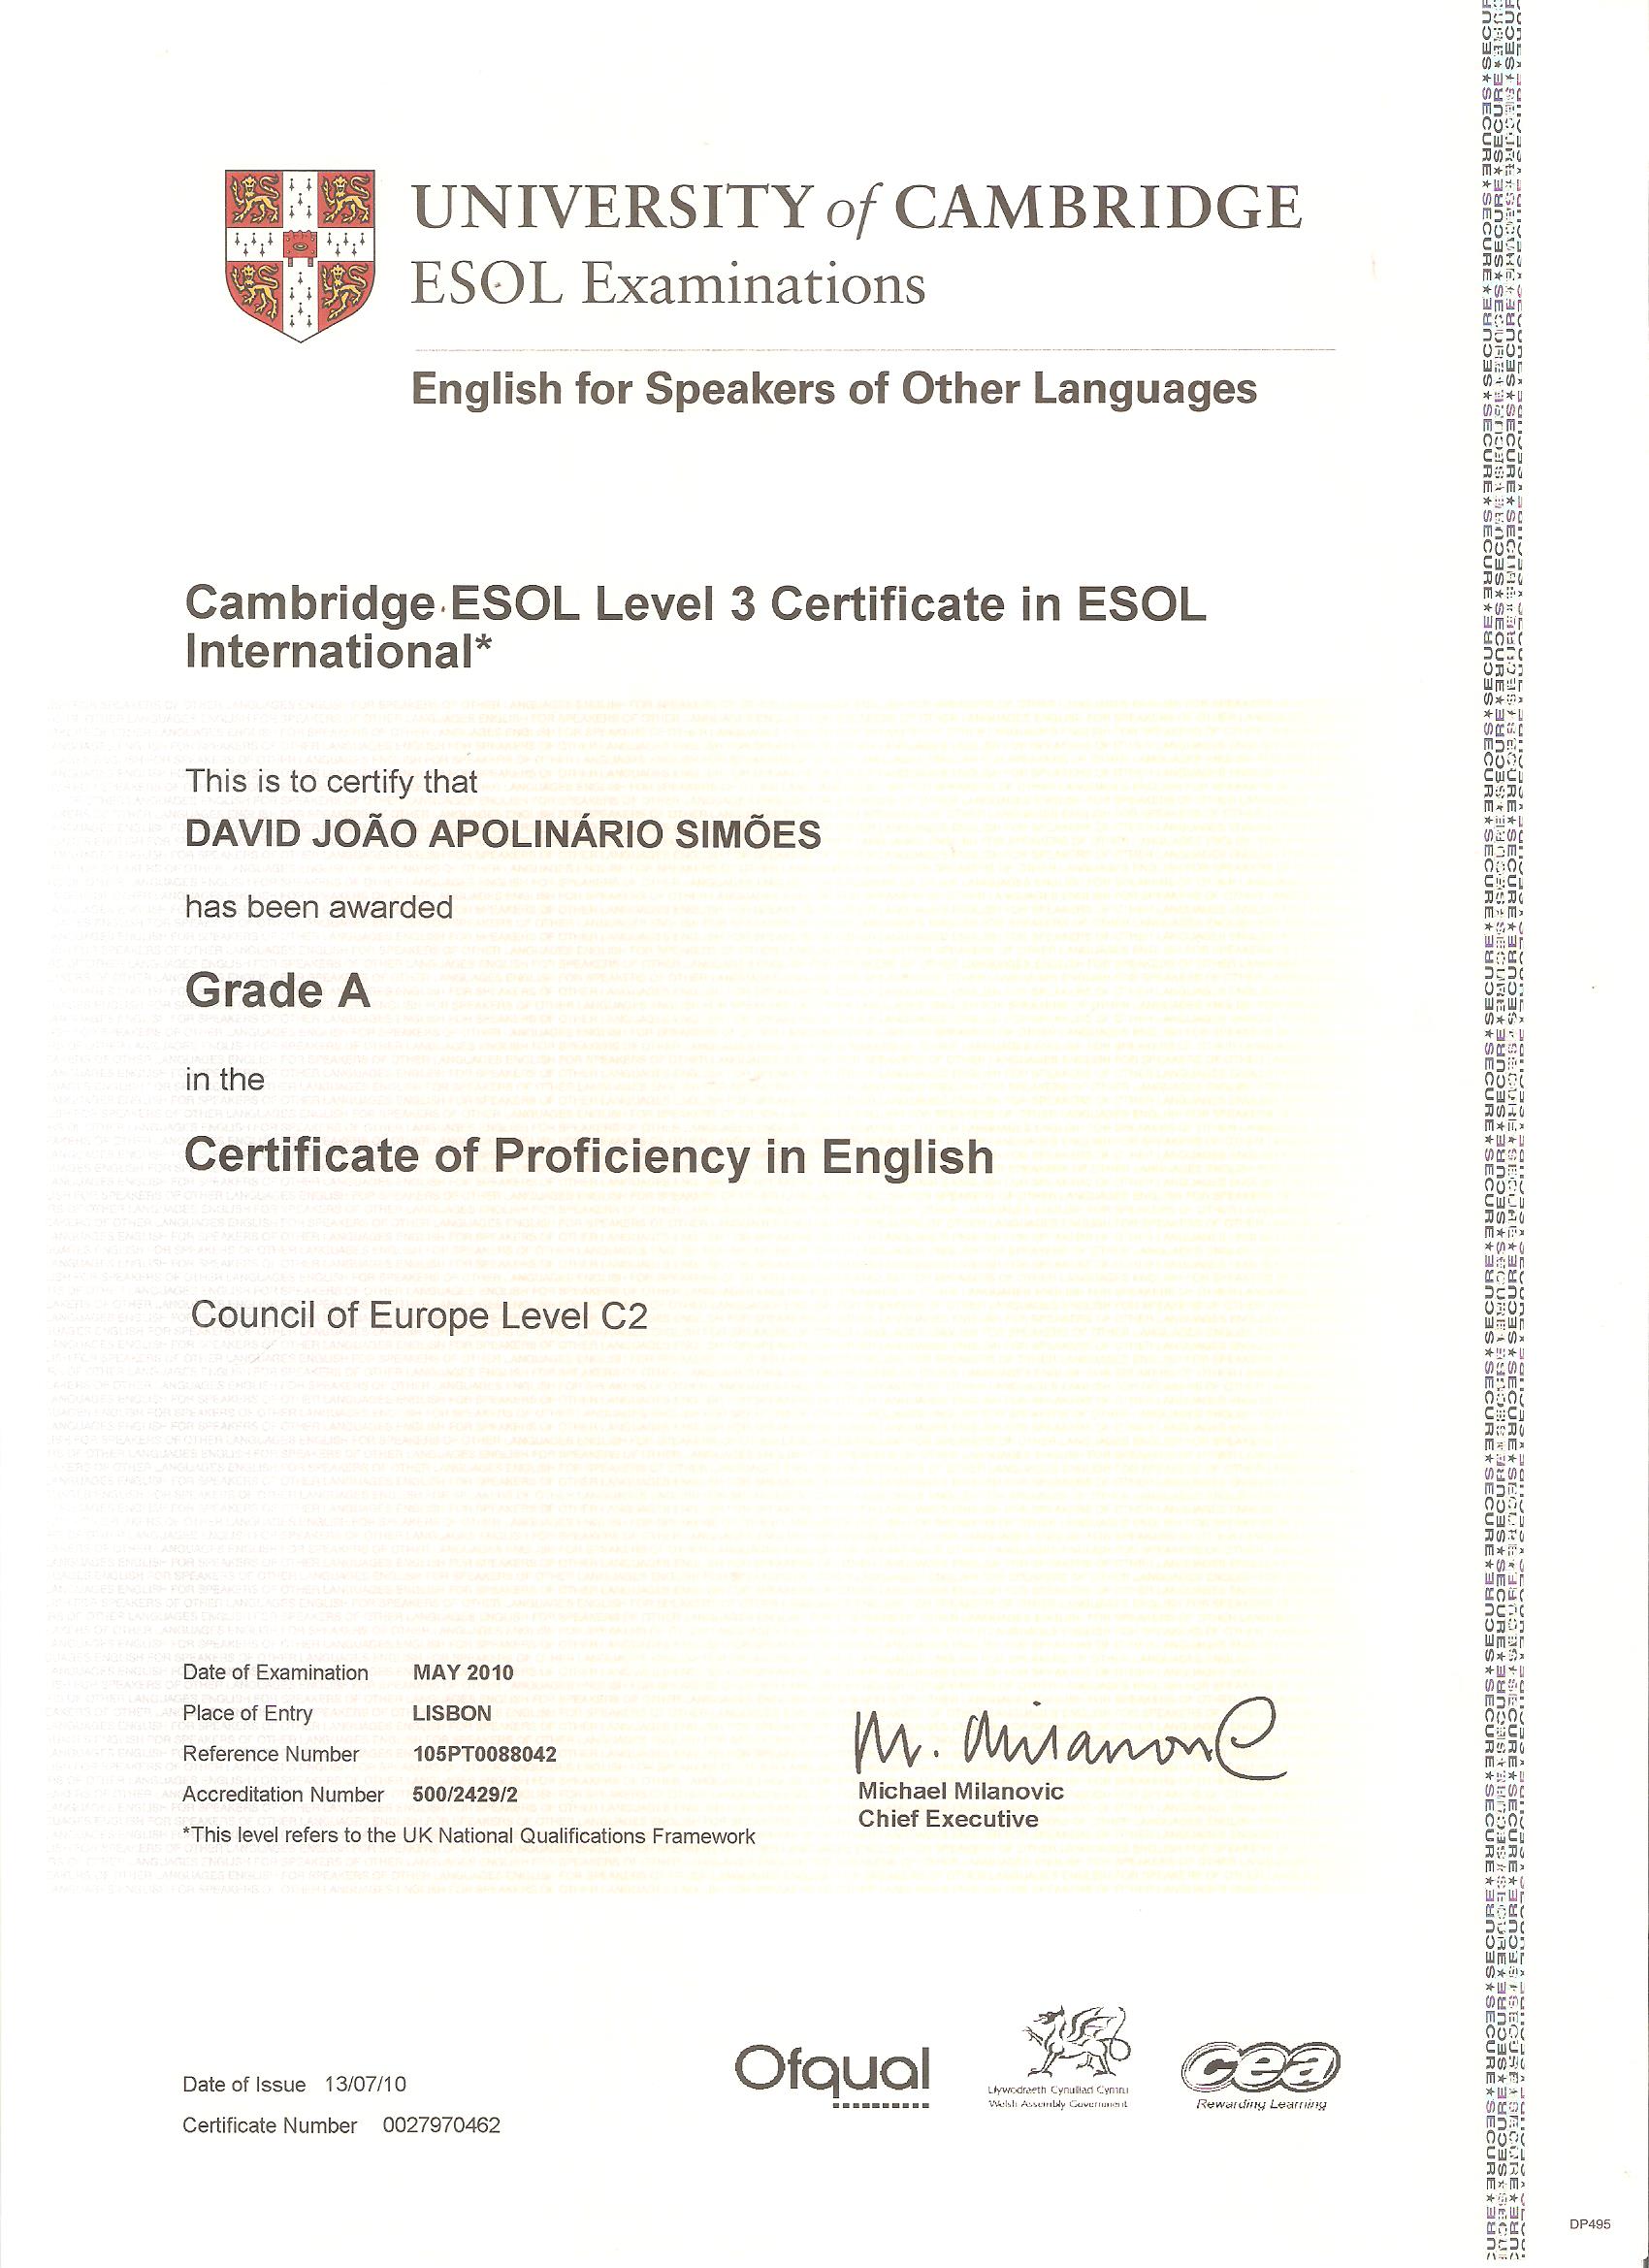 UNIVERSITY of CAMBRIDGE
ESOL Examinations
English for Speakers of Other Languages
Cambridge ESOL Level 3 Certificate in ESOL
International*
This is to certify that
DAVID JOÃO APOLINÁRIO SIMÕES
has been awarded
Grade A
in the
Certificate of Proficiency in English
Council of Europe Level C2
Date of Examination MAY 2010
Place of Entry LISBON
Reference Number 105PT0088042
Accreditation Number 500/2429/2
*This level refers to the UK National Qualifications Framework
M. Milanovic
Michael Milanovic
Chief Executive
Date of Issue 13/07/10
Certificate Number 0027970462
Ofqual
Llywodraeth Cynulliad Cymru
Welsh Assembly Government
cea
Rewarding Learning
DP495
SECURE*SECURE*SECURE*SECURE